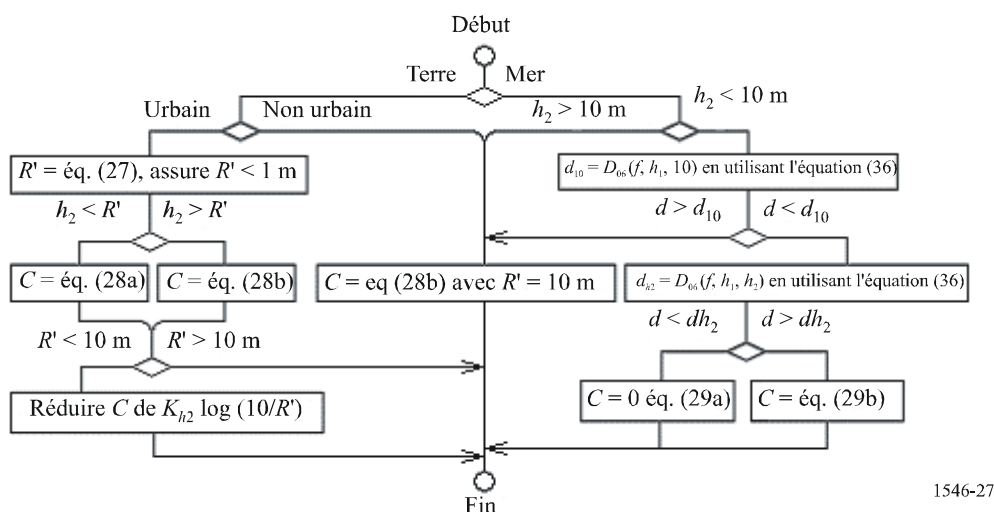 Début
Terre Mer
Urbain Non urbain h₂ > 10 m h₂ < 10 m
R' = éq. (27), assure R' < 1 m
d₁₀ = D₀₆(f, h₁, 10) en utilisant l'équation (36)
h₂ < R' h₂ > R' d > d₁₀ d < d₁₀
C = éq. (28a) C = éq. (28b) C = eq (28b) avec R' = 10 m dₕ₂ = D₀₆(f, h₁, h₂) en utilisant l'équation (36)
R' < 10 m R' > 10 m d < dh₂ d > dh₂
Réduire C de Kₕ₂ log (10/R') C = 0 éq. (29a) C = éq. (29b)
Fin
1546-27